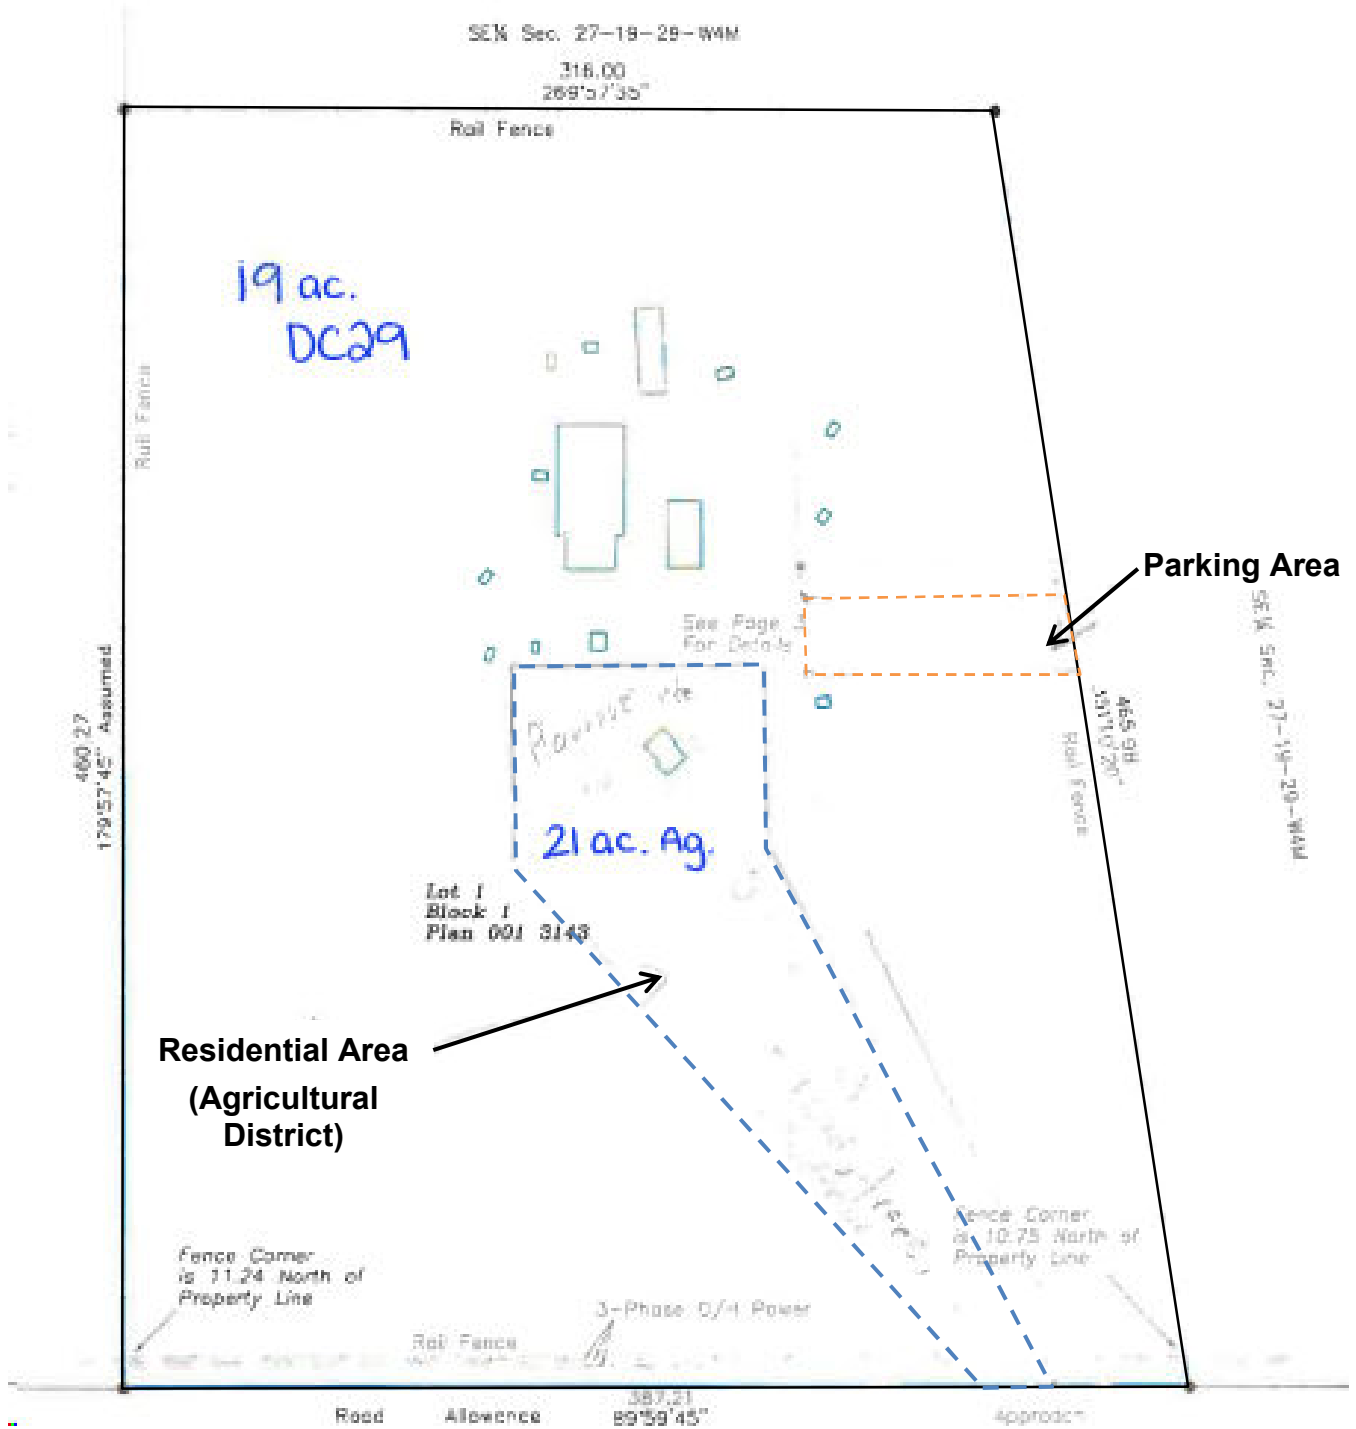 SE¼ Sec. 27-19-29-W4M
316.00
269°57'35"
Rail Fence
19 ac.
DC29
Rail Fence
Parking Area
See Page
For Details
SE¼ Sec. 27-19-29-W4M
460.27
179°57'45" Assumed
Rail Fence
21 ac. Ag.
Lot 1
Block 1
Plan 001 3143
Residential Area
(Agricultural
District)
Fence Corner
is 10.75 North of
Property Line
Fence Corner
is 11.24 North of
Property Line
3-Phase O/H Power
Rail Fence
387.21
Road Allowance 89°59'45" Approach